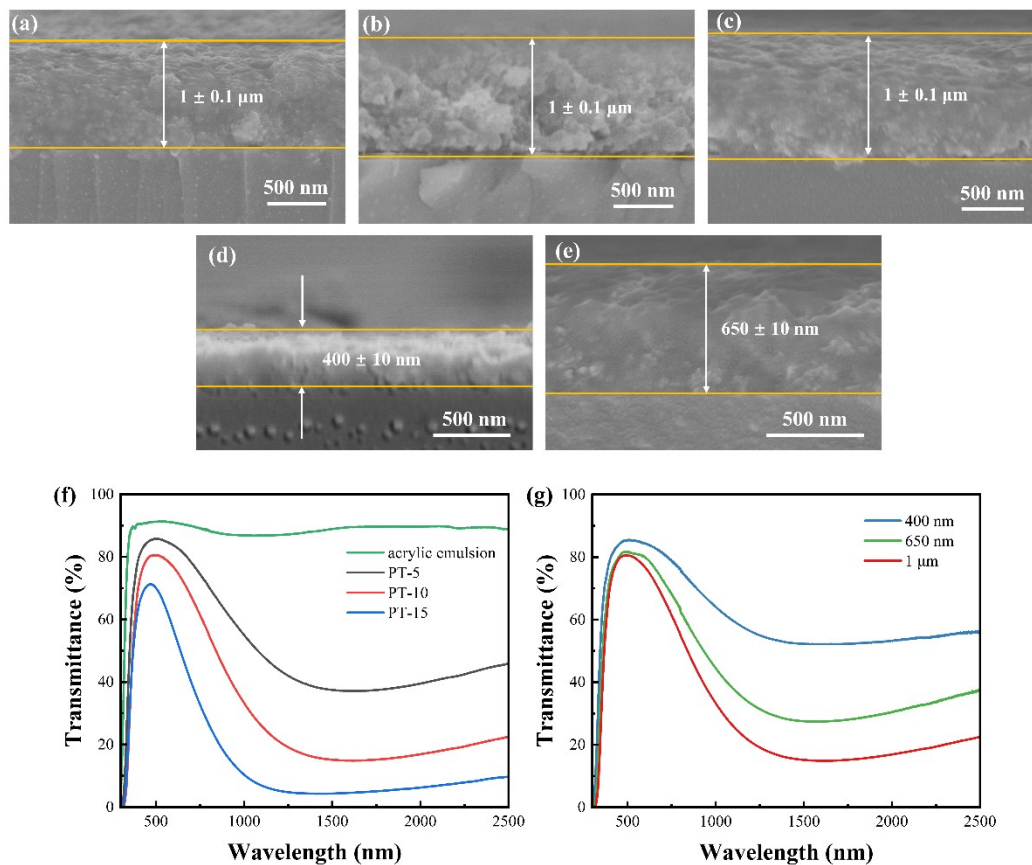 (a)
1 ± 0.1 μm
500 nm
(b)
1 ± 0.1 μm
500 nm
(c)
1 ± 0.1 μm
500 nm
(d)
400 ± 10 nm
500 nm
(e)
650 ± 10 nm
500 nm
(f)
100
80
60
40
20
0
Transmittance (%)
acrylic emulsion
PT-5
PT-10
PT-15
500 1000 1500 2000 2500
Wavelength (nm)
(g)
100
80
60
40
20
0
Transmittance (%)
400 nm
650 nm
1 μm
500 1000 1500 2000 2500
Wavelength (nm)